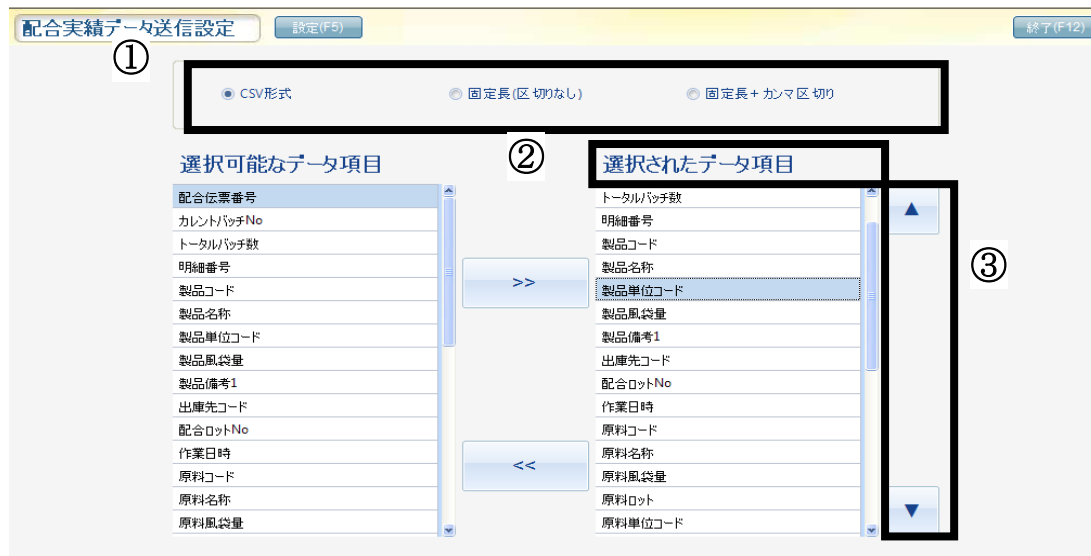 配合実績データ送信設定 設定(F5) 終了(F12)
①
CSV形式 固定長(区切りなし) 固定長+カンマ区切り
②
選択可能なデータ項目
配合伝票番号
カレントバッチNo
トータルバッチ数
明細番号
製品コード
製品名称
製品単位コード
製品風袋量
製品備考1
出庫先コード
配合ロットNo
作業日時
原料コード
原料名称
原料風袋量
>>
<<
選択されたデータ項目
トータルバッチ数
明細番号
製品コード
製品名称
製品単位コード
製品風袋量
製品備考1
出庫先コード
配合ロットNo
作業日時
原料コード
原料名称
原料風袋量
原料ロット
原料単位コード
▲
③
▼